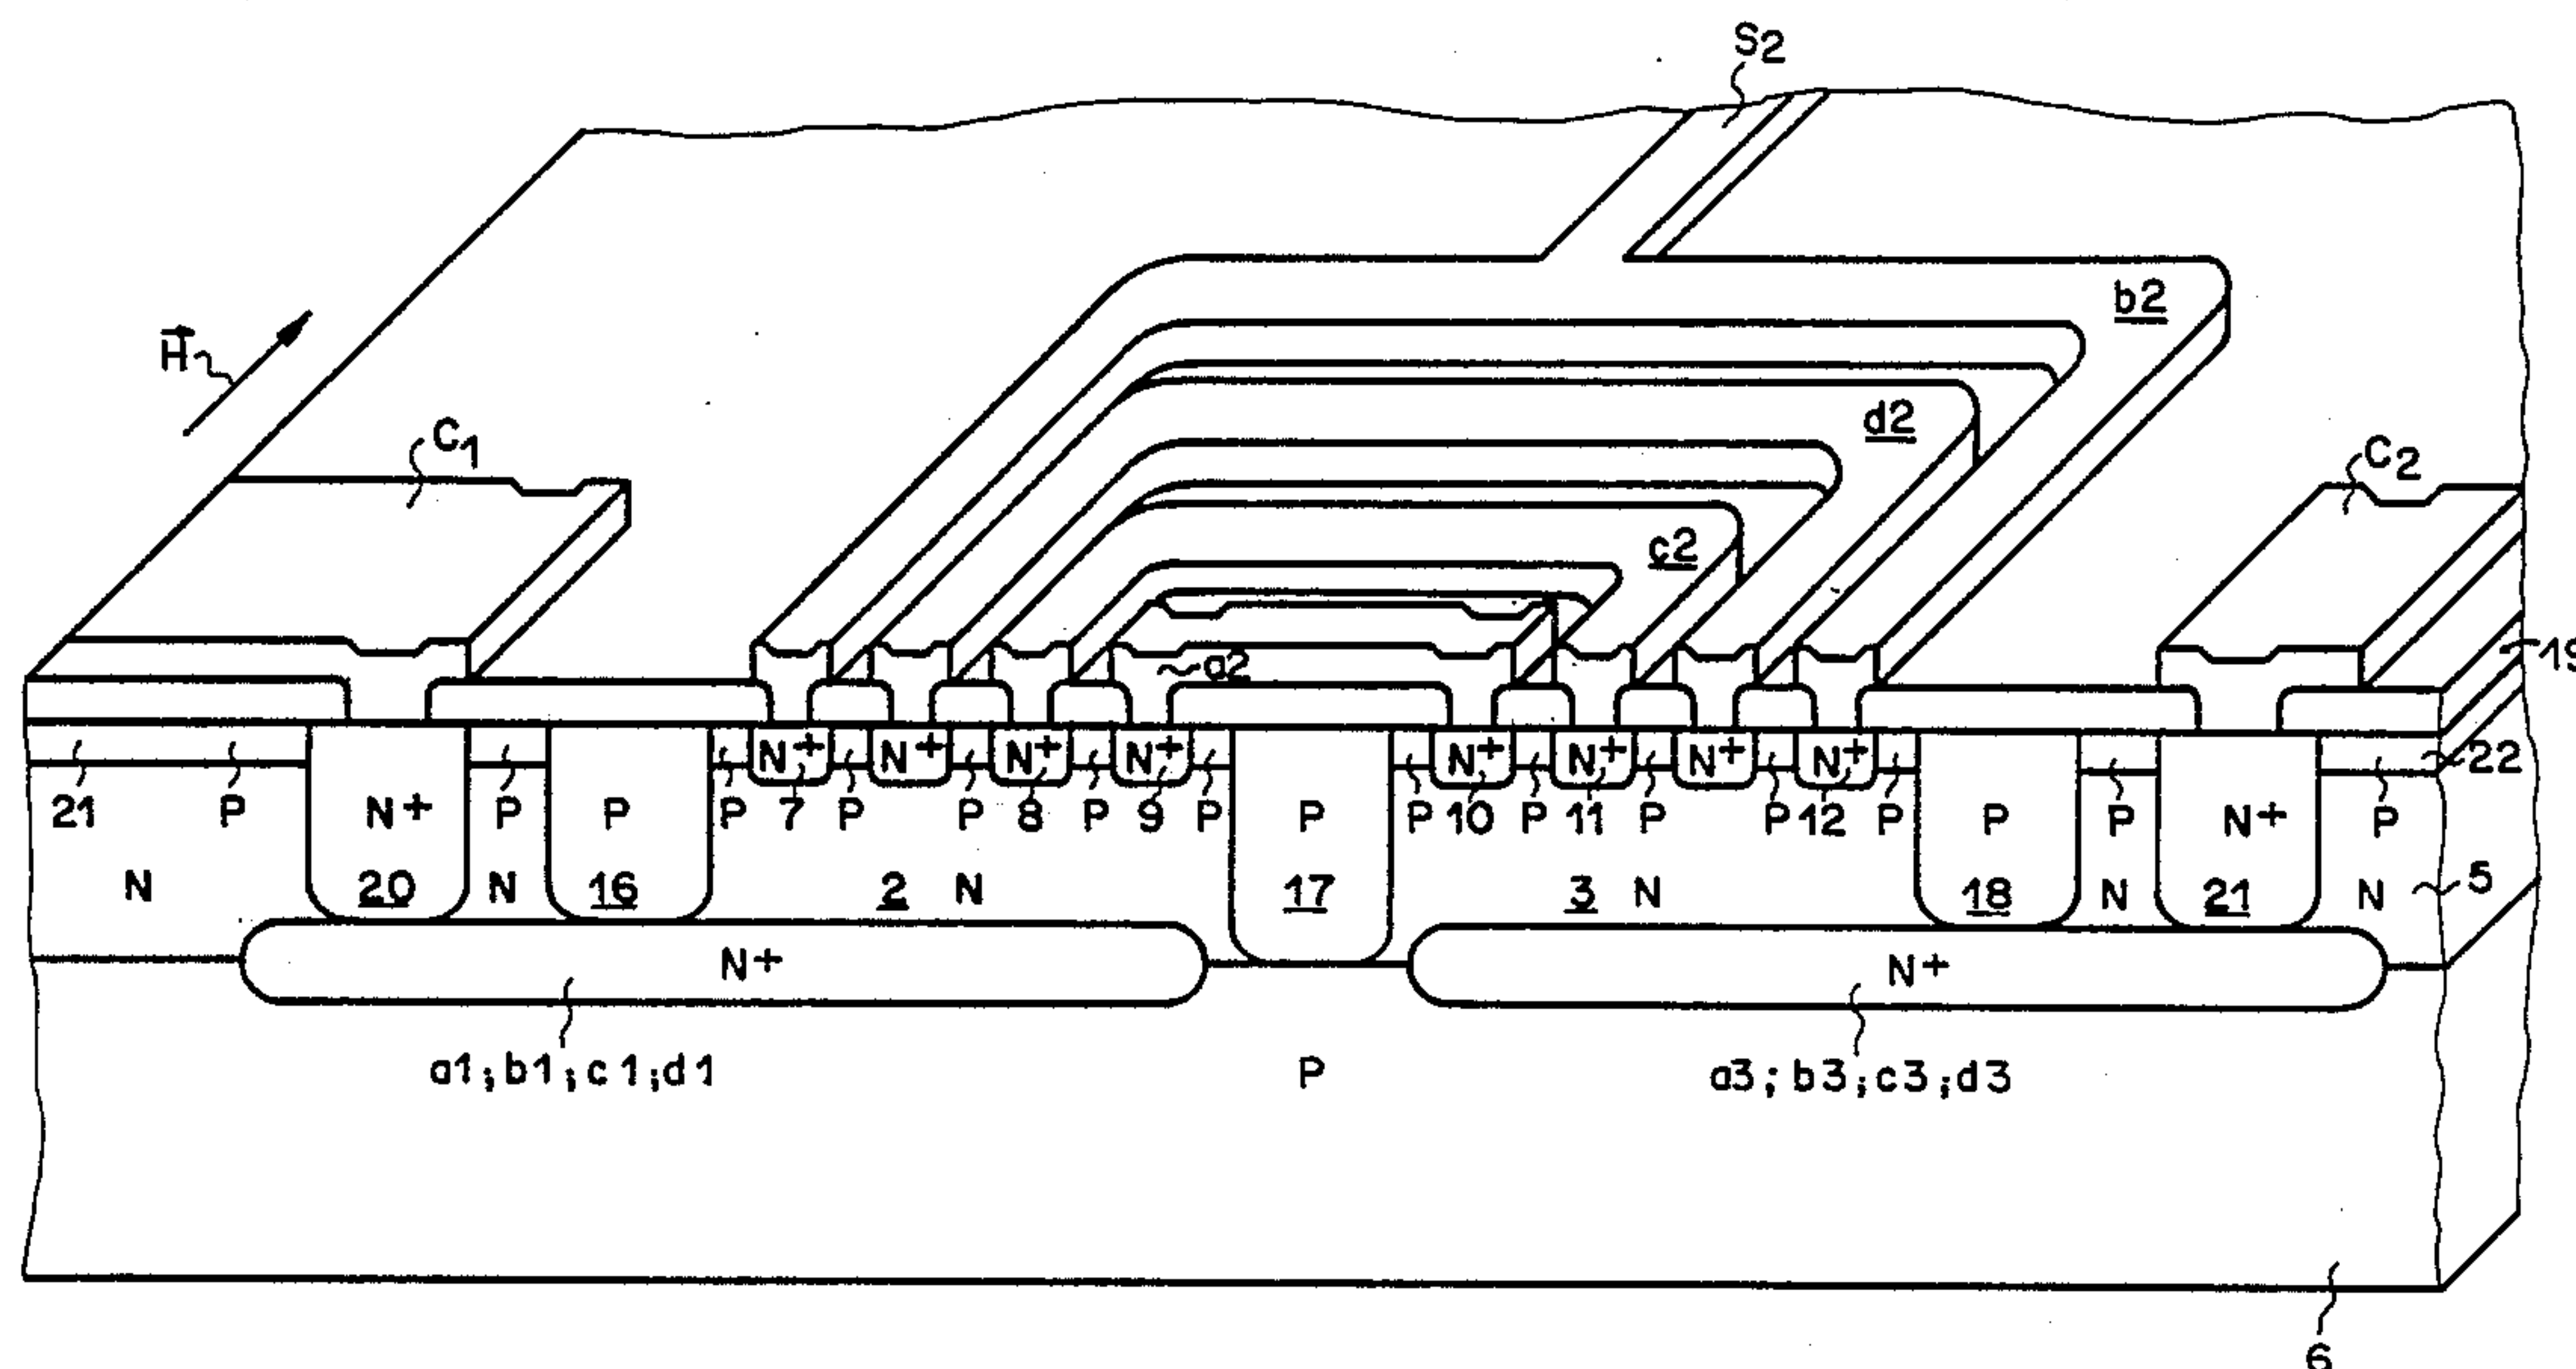 S2
H
b2
d2
C1
C2
c2
a2
19
N+ N+ N+ N+ N+ N+ N+ N+
22
21 P N+ P P P 7 P P 8 P 9 P P P 10 P 11 P P 12 P P P N+ P
N 20 N 16 2 N 17 3 N 18 N 21 N 5
N+ N+
a1;b1;c1;d1 P a3;b3;c3;d3
6